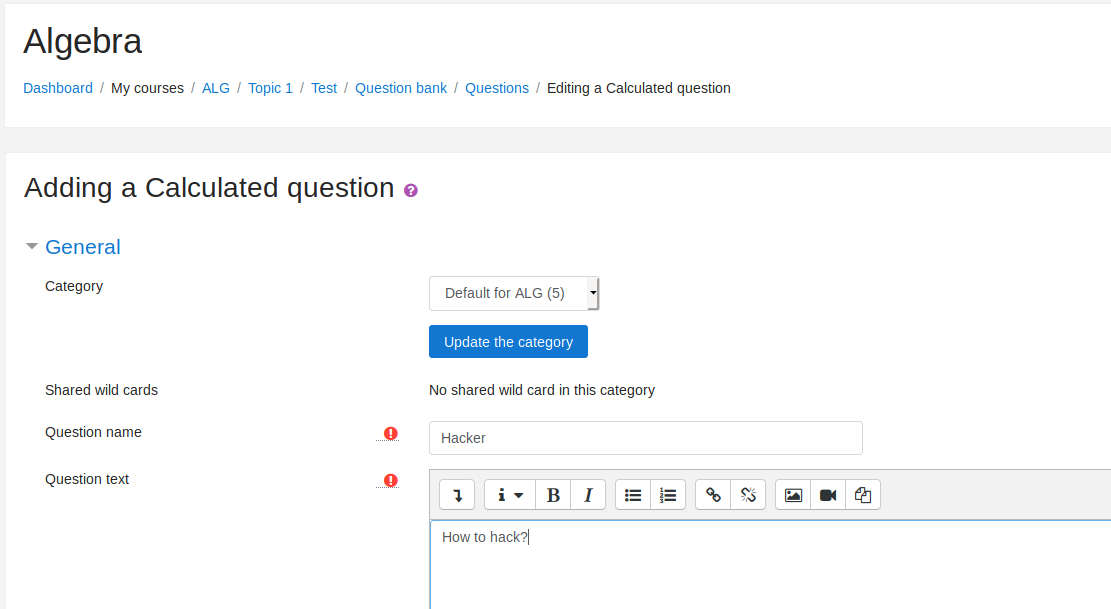 Algebra
Dashboard / My courses / ALG / Topic 1 / Test / Question bank / Questions / Editing a Calculated question
Adding a Calculated question
General
Category
Default for ALG (5)
Update the category
Shared wild cards
No shared wild card in this category
Question name
Hacker
Question text
How to hack?